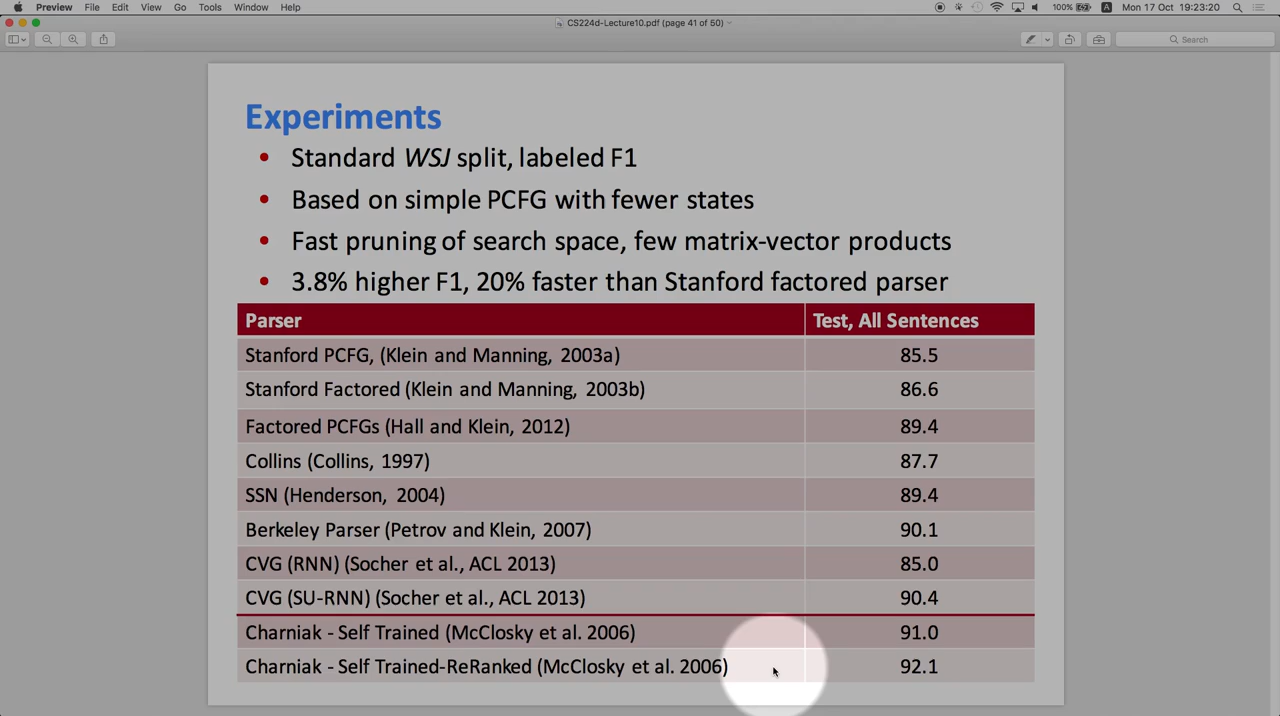 Preview File Edit View Go Tools Window Help 100% A Mon 17 Oct 19:23:20
CS224d-Lecture10.pdf (page 41 of 50)
Search
Experiments
• Standard WSJ split, labeled F1
• Based on simple PCFG with fewer states
• Fast pruning of search space, few matrix-vector products
• 3.8% higher F1, 20% faster than Stanford factored parser
Parser Test, All Sentences
Stanford PCFG, (Klein and Manning, 2003a) 85.5
Stanford Factored (Klein and Manning, 2003b) 86.6
Factored PCFGs (Hall and Klein, 2012) 89.4
Collins (Collins, 1997) 87.7
SSN (Henderson, 2004) 89.4
Berkeley Parser (Petrov and Klein, 2007) 90.1
CVG (RNN) (Socher et al., ACL 2013) 85.0
CVG (SU-RNN) (Socher et al., ACL 2013) 90.4
Charniak - Self Trained (McClosky et al. 2006) 91.0
Charniak - Self Trained-ReRanked (McClosky et al. 2006) 92.1